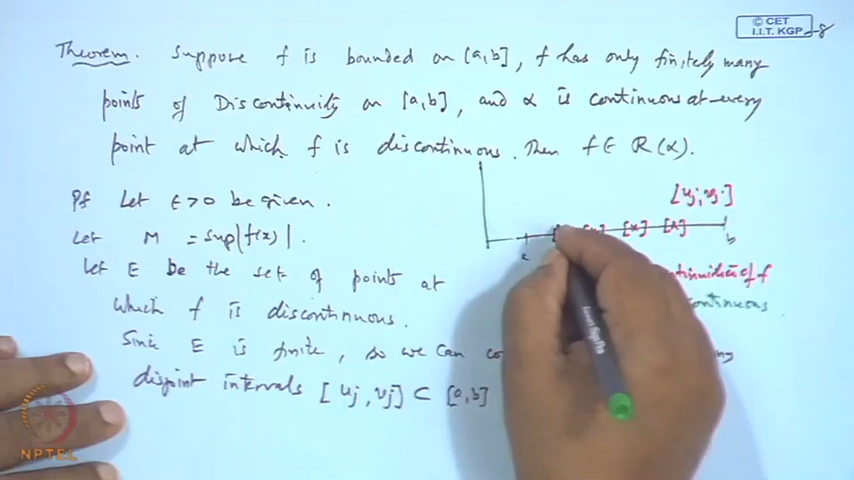 © CET
I.I.T. KGP
Theorem. Suppose f is bounded on [a,b], f has only finitely many
points of Discontinuity on [a,b], and α is continuous at every
point at which f is discontinuous. Then f ∈ R(α).
Pf Let ε > 0 be given.
[uj, vj]
Let M = sup|f(x)|.
b
Let E be the set of points at
of f
which f is discontinuous.
continuous
Since E is finite, so we can
disjoint intervals [uj, vj] ⊂ [a,b]
NPTEL